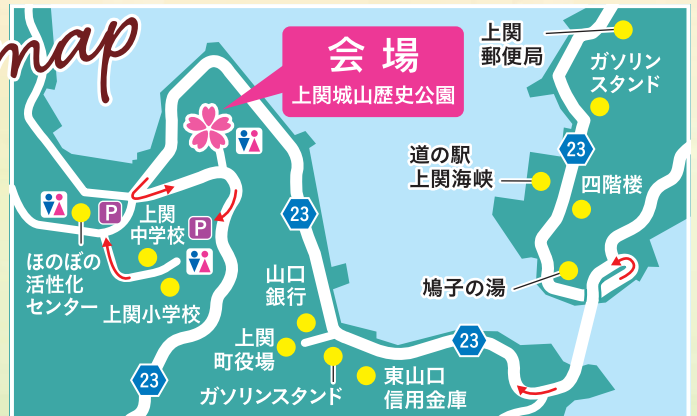 map
会場
上関城山歴史公園
上関
郵便局
ガソリン
スタンド
23
道の駅
上関海峡
四階楼
P
上関
中学校
P
23
ほのぼの
活性化
センター
上関小学校
山口
銀行
鳩子の湯
上関
町役場
23
23
ガソリンスタンド
東山口
信用金庫